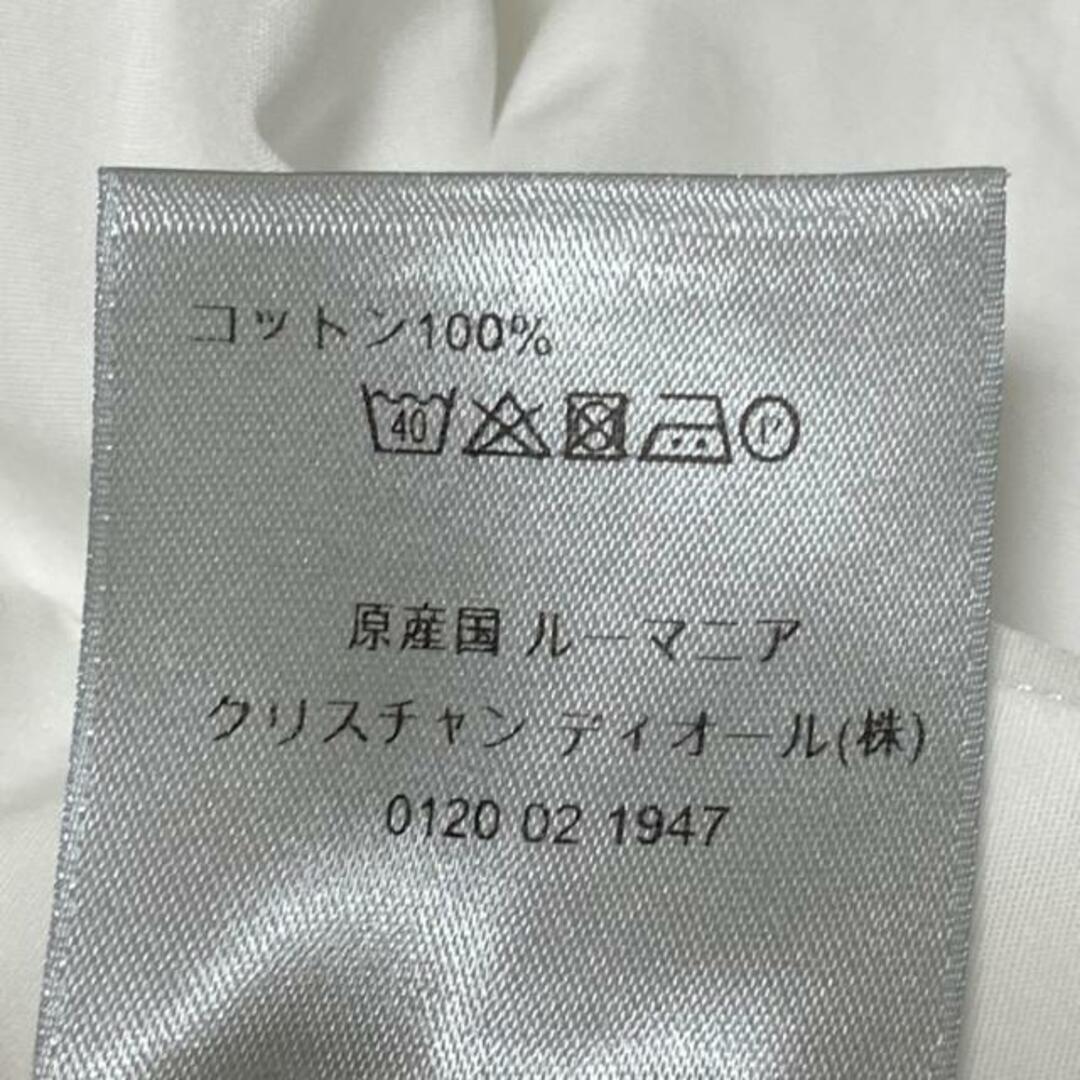 コットン100%
40 P
原産国 ルーマニア
クリスチャン ディオール(株)
0120 02 1947